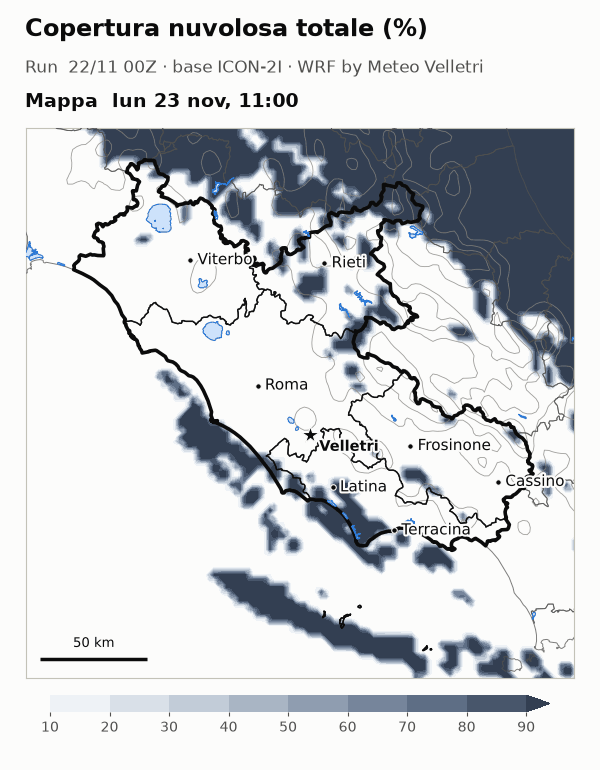 Copertura nuvolosa totale (%)
Run  22/11 00Z · base ICON-2I · WRF by Meteo Velletri
Mappa  lun 23 nov, 11:00
Viterbo
Rieti
Roma
Velletri
Frosinone
Latina
Cassino
Terracina
50 km
10 20 30 40 50 60 70 80 90